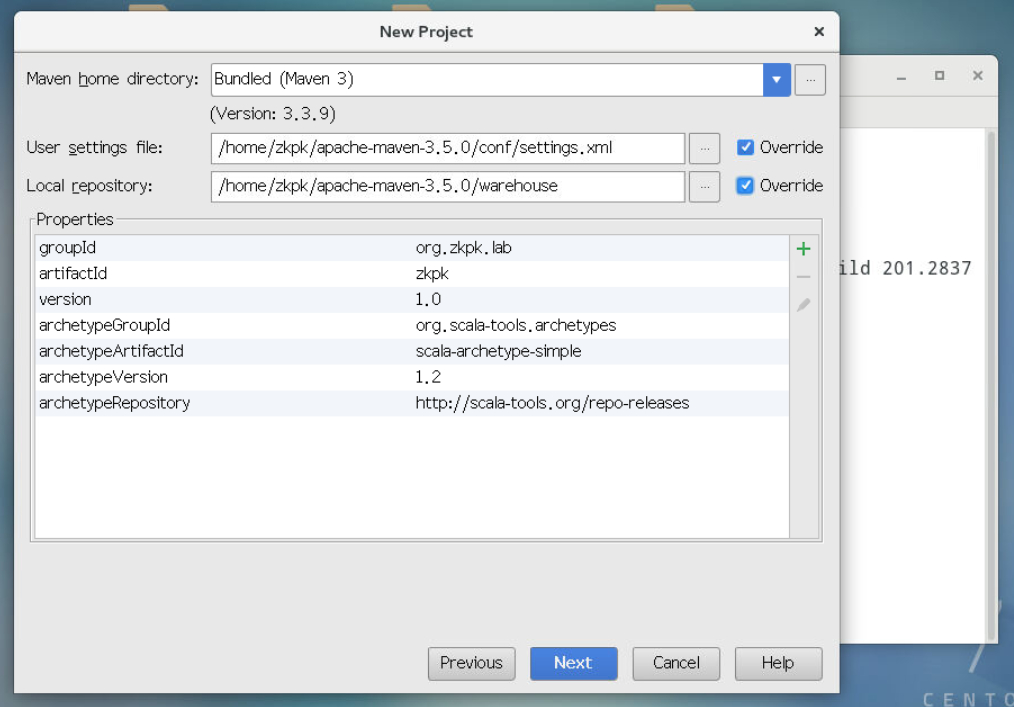 New Project
Maven home directory: Bundled (Maven 3) ...
(Version: 3.3.9)
User settings file: /home/zkpk/apache-maven-3.5.0/conf/settings.xml ... Override
Local repository: /home/zkpk/apache-maven-3.5.0/warehouse ... Override
Properties
groupId org.zkpk.lab
artifactId zkpk
version 1.0
archetypeGroupId org.scala-tools.archetypes
archetypeArtifactId scala-archetype-simple
archetypeVersion 1.2
archetypeRepository http://scala-tools.org/repo-releases
ild 201.2837
Previous Next Cancel Help
7
CENTO